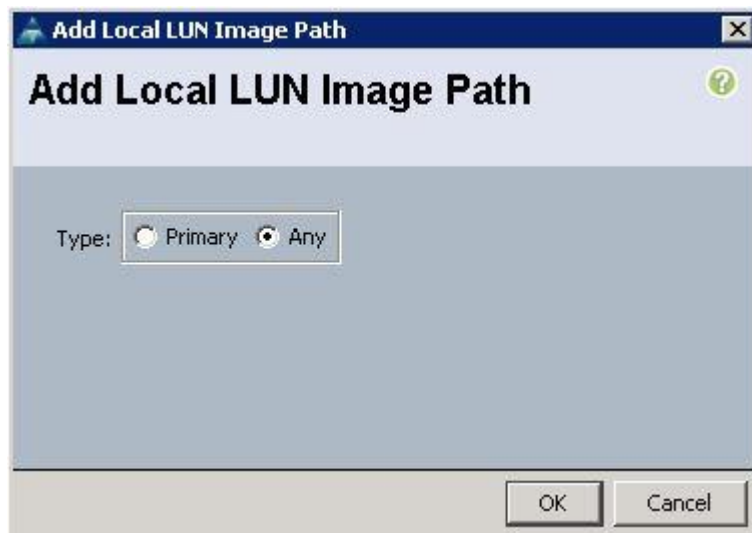 Add Local LUN Image Path
Add Local LUN Image Path
?
Type: Primary Any
OK Cancel